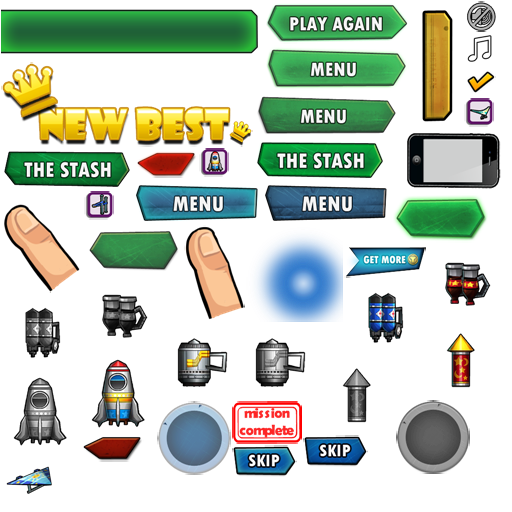 PLAY AGAIN
MENU
NEW BEST
MENU
THE STASH
THE STASH
MENU
MENU
GET MORE
mission
complete
SKIP
SKIP